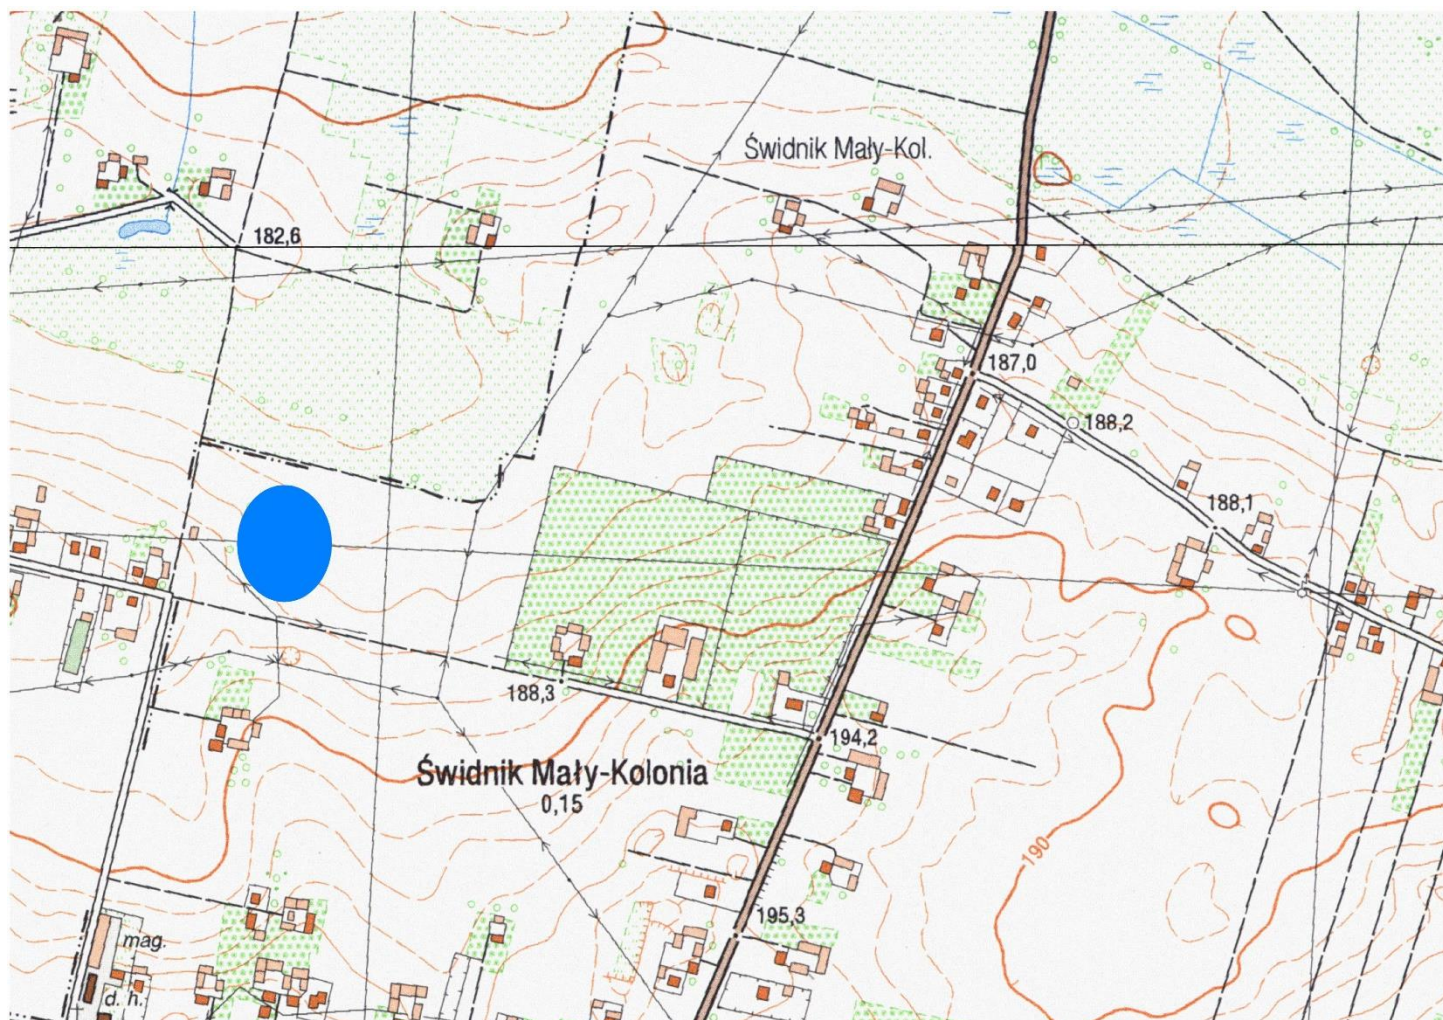 Świdnik Mały-Kol.
182,6
187,0
188,2
188,1
188,3
194,2
Świdnik Mały-Kolonia
0,15
190
195,3
mag.
d. h.